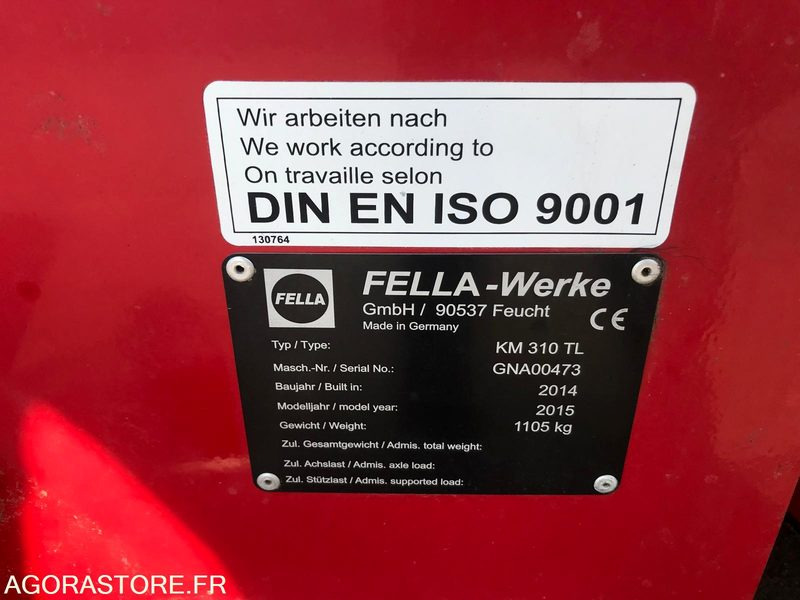 Wir arbeiten nach
We work according to
On travaille selon
DIN EN ISO 9001
130764
FELLA
FELLA-Werke
GmbH / 90537 Feucht
Made in Germany
CE
Typ / Type: KM 310 TL
Masch.-Nr. / Serial No.: GNA00473
Baujahr / Built in: 2014
Modelljahr / model year: 2015
Gewicht / Weight: 1105 kg
Zul. Gesamtgewicht / Admis. total weight:
Zul. Achslast / Admis. axle load:
Zul. Stützlast / Admis. supported load:
AGORASTORE.FR